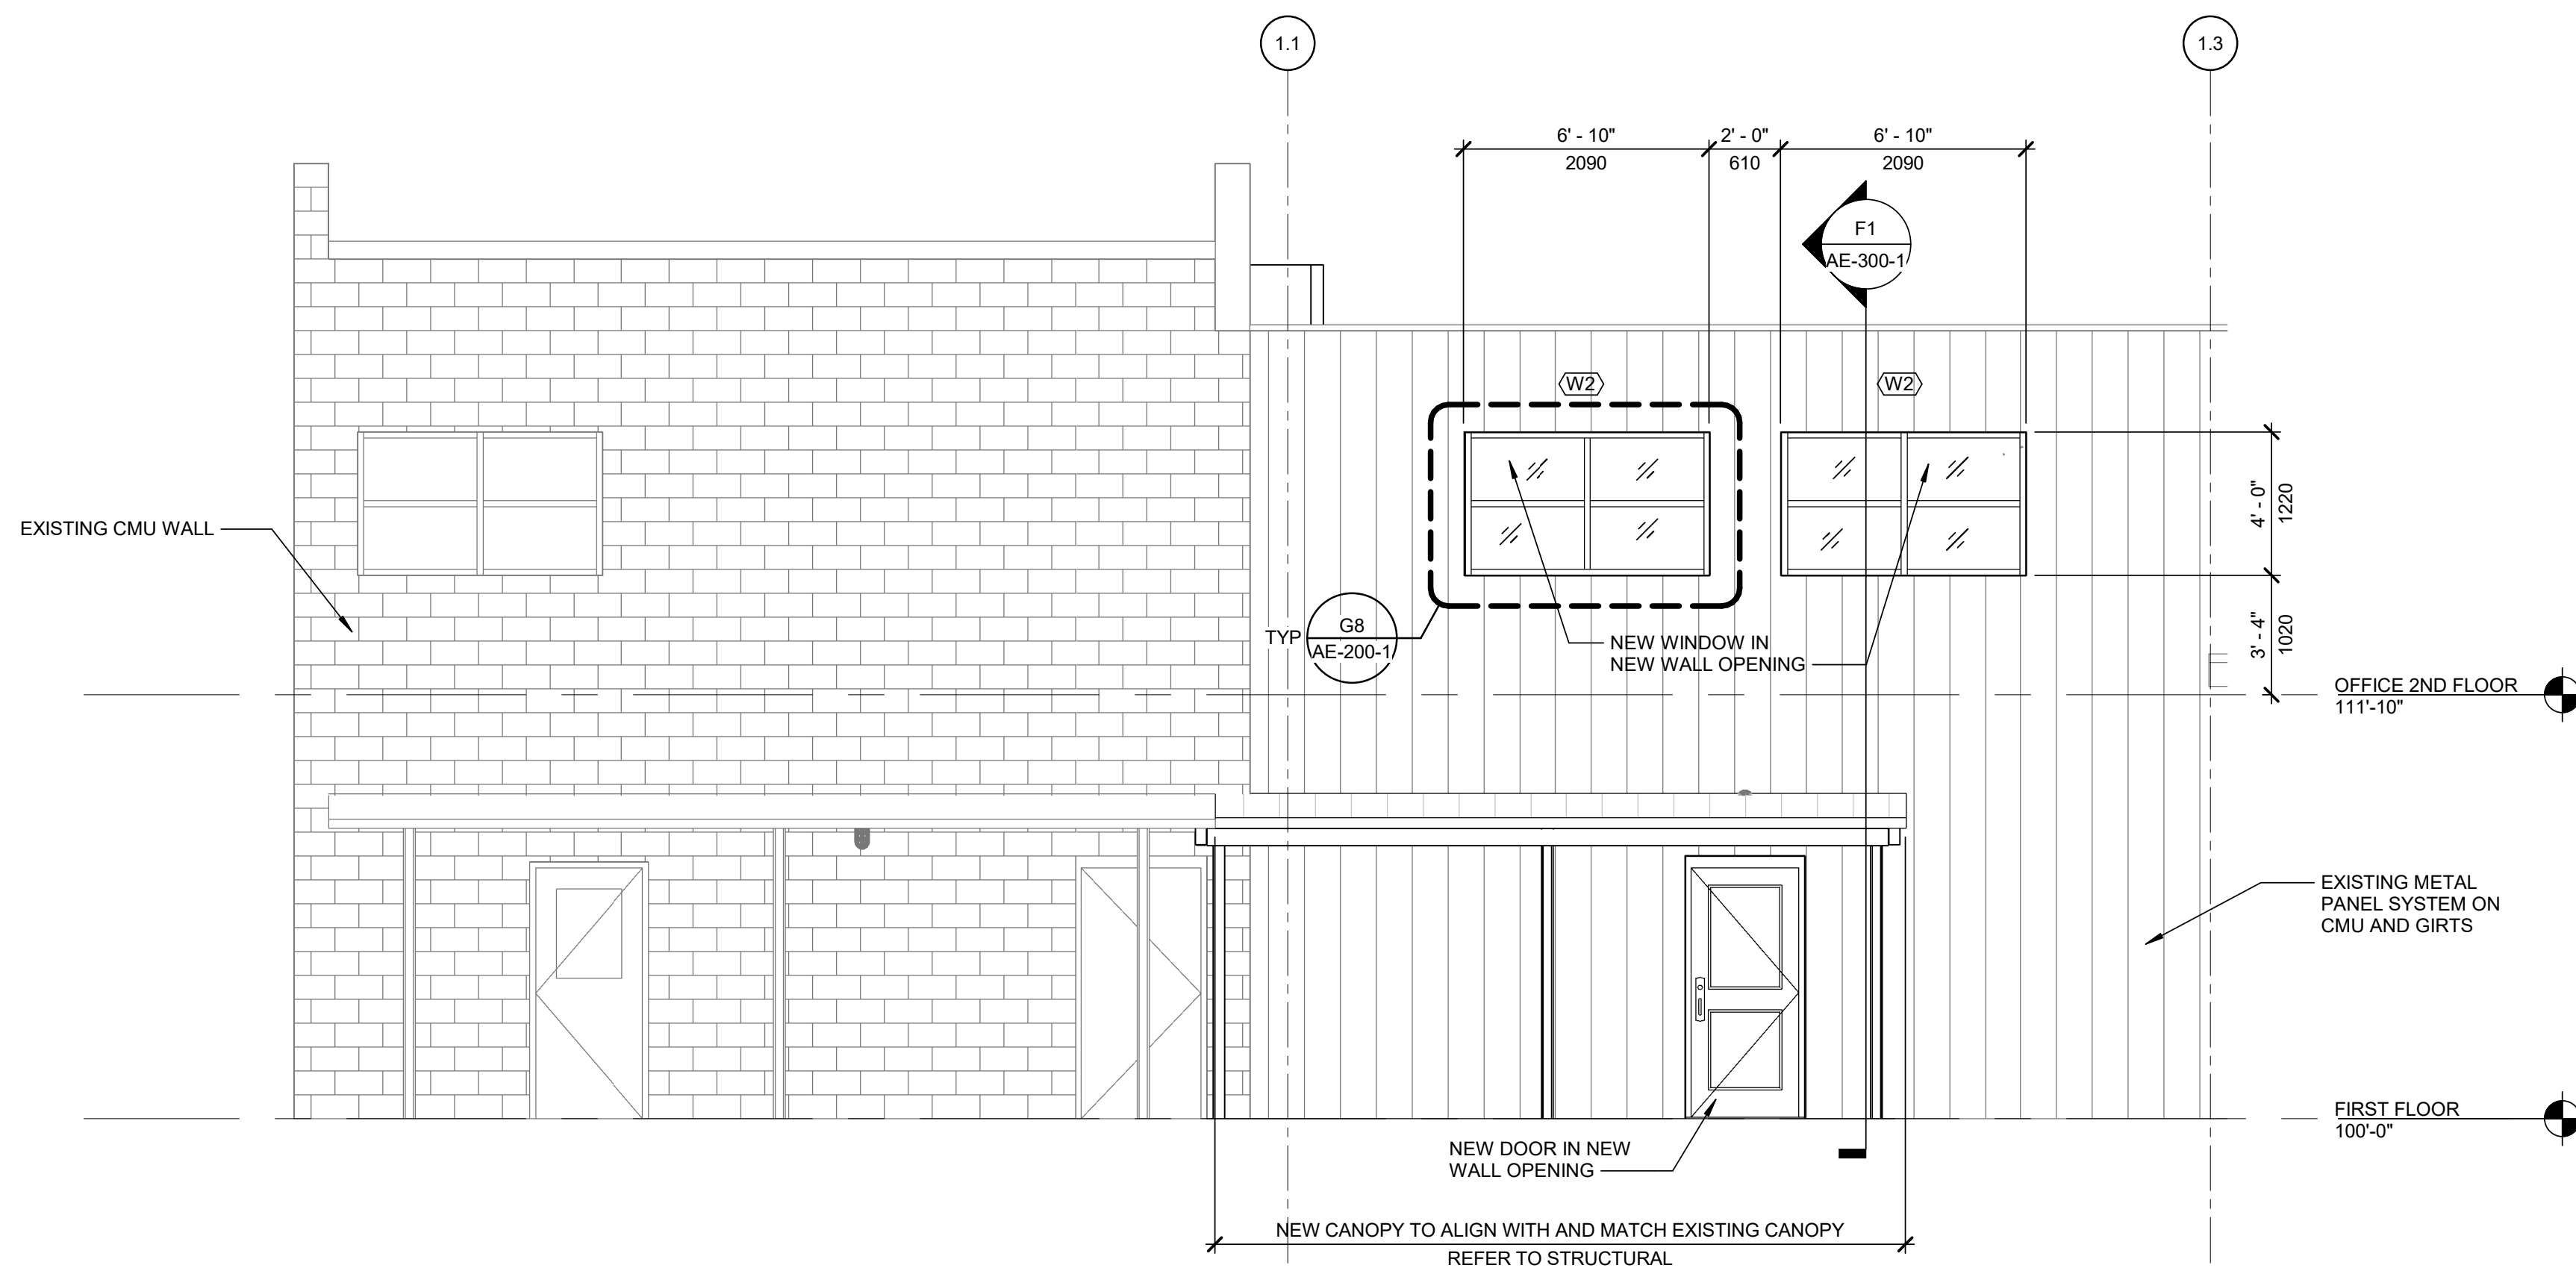 1.1
1.3
6' - 10"
2' - 0"
6' - 10"
2090
610
2090
F1
AE-300-1
W2
W2
4' - 0"
1220
EXISTING CMU WALL
3' - 4"
1020
TYP
G8
AE-200-1
NEW WINDOW IN
NEW WALL OPENING
OFFICE 2ND FLOOR
111'-10"
EXISTING METAL
PANEL SYSTEM ON
CMU AND GIRTS
FIRST FLOOR
100'-0"
NEW DOOR IN NEW
WALL OPENING
NEW CANOPY TO ALIGN WITH AND MATCH EXISTING CANOPY
REFER TO STRUCTURAL